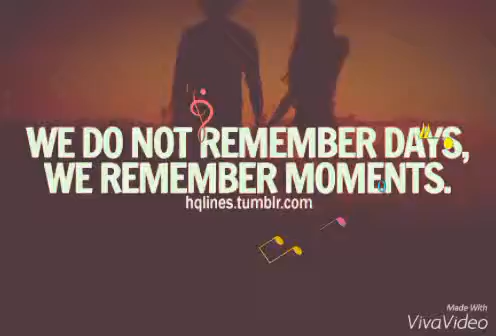 WE DO NOT REMEMBER DAYS,
WE REMEMBER MOMENTS.
hqlines.tumblr.com
Made With
VivaVideo